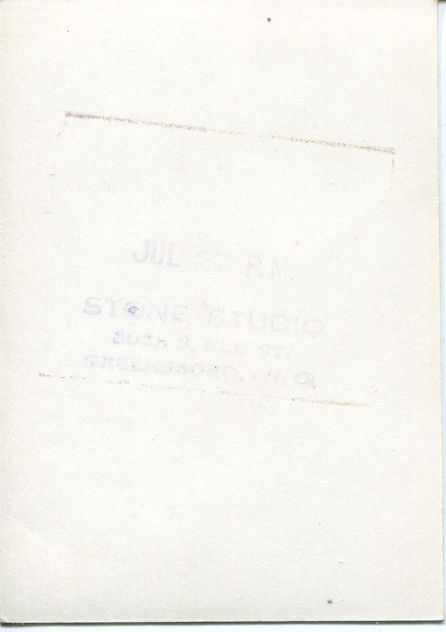 JUL P.M.
STONE STUDIO
S. ELM ST.
GREENSBORO, - N. C.